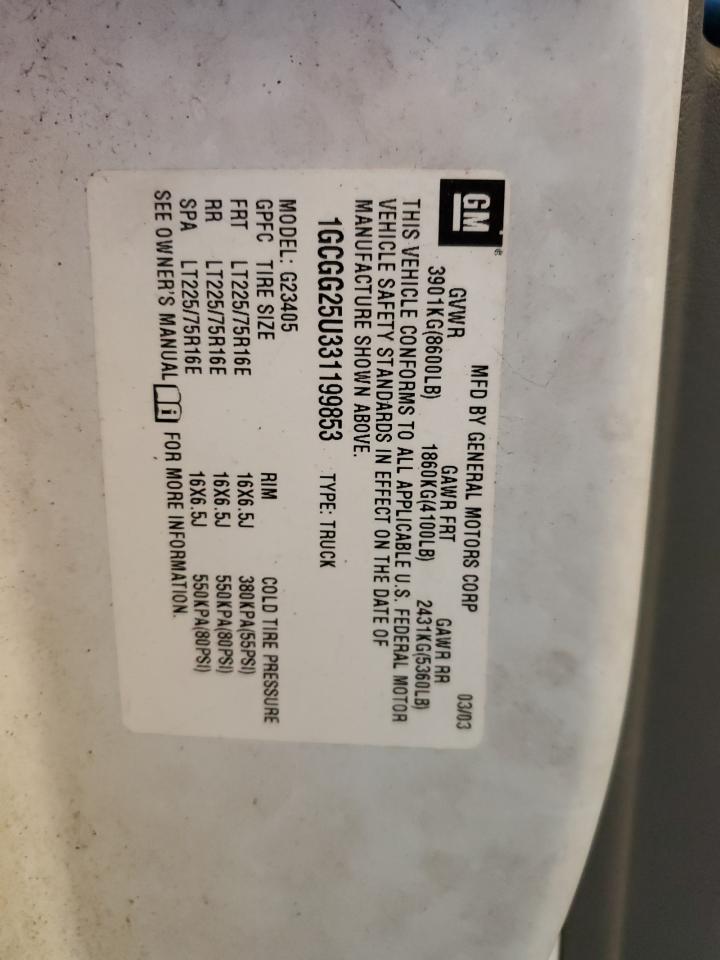 GM
MFD BY GENERAL MOTORS CORP 03/03
GVWR GAWR FRT GAWR RR
3901KG(8600LB) 1860KG(4100LB) 2431KG(5360LB)
THIS VEHICLE CONFORMS TO ALL APPLICABLE U.S. FEDERAL MOTOR
VEHICLE SAFETY STANDARDS IN EFFECT ON THE DATE OF
MANUFACTURE SHOWN ABOVE.
1GCGG25U331199853 TYPE: TRUCK
MODEL: G23405
GPFC TIRE SIZE RIM COLD TIRE PRESSURE
FRT LT225/75R16E 16X6.5J 380KPA(55PSI)
RR LT225/75R16E 16X6.5J 550KPA(80PSI)
SPA LT225/75R16E 16X6.5J 550KPA(80PSI)
SEE OWNER'S MANUAL FOR MORE INFORMATION.